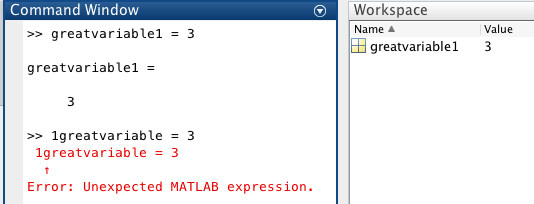 Command Window
>> greatvariable1 = 3
greatvariable1 =
3
>> 1greatvariable = 3
1greatvariable = 3
↑
Error: Unexpected MATLAB expression.
Workspace
Name ▲ Value
greatvariable1 3